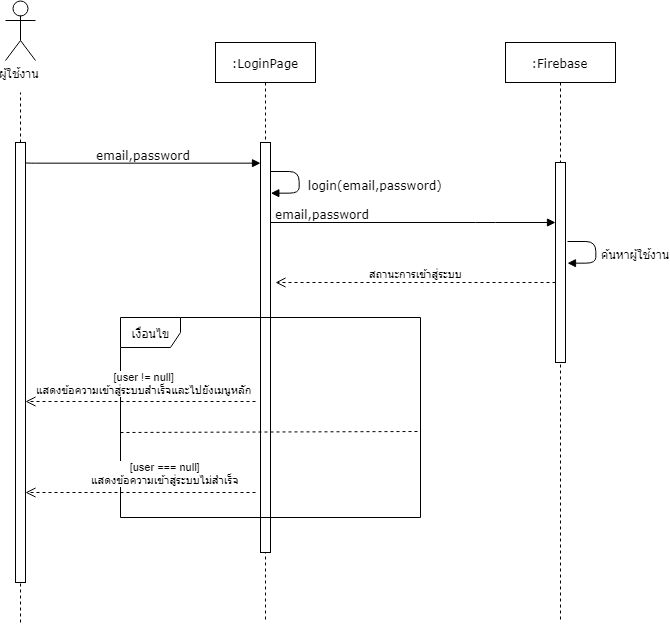 :LoginPage
:Firebase
ผู้ใช้งาน
email,password
login(email,password)
email,password
ค้นหาผู้ใช้งาน
สถานะการเข้าสู่ระบบ
เงื่อนไข
[user != null]
แสดงข้อความเข้าสู่ระบบสำเร็จและไปยังเมนูหลัก
[user === null]
แสดงข้อความเข้าสู่ระบบไม่สำเร็จ